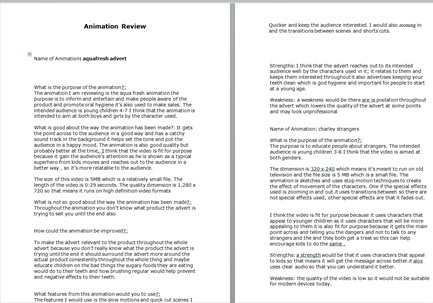 Animation Review
Name of Animations aquafresh advert
What is the purpose of the animation?:
The animation I am reviewing is the aqua fresh animation the
purpose is to inform and entertain and make people aware of the
product and promote oral hygiene it's also used to make sales. The
intended audience is young children 4-7 I think that the animation is
intended to aim at both boys and girls by the character used.
What is good about the way the animation has been made?: It gets
the point across to the audience in a good way and has a catchy
sound track in the background it helps set the tone and put the
audience in a happy mood. The animation is also good quality but
probably better at the time. I think that the video is fit for purpose
because it gain the audience's attention as he is shown as a typical
superhero from kids movies and reaches out to the audience in a
better way , so it's more relatable to the audience.
The size of this video is 5MB which is a relatively small file. The
length of the video is 0:29 seconds. The quality dimension is 1,280 x
720 so that means it runs on high definition video formats
What is not so good about the way the animation has been made?:
Throughout the animation you don't know what product the advert is
trying to sell you until the end also
How could the animation be improved?:
To make the advert relevant to the product throughout the whole
advert because you don't really know what the product the advert is
trying until the end it should surround the advert more around the
actual product consistently throughout the whole thing and maybe
educate children on the bad things the sugary foods they are eating
would do to their teeth and how brushing regular would help prevent
and negative effects to their teeth.
What features from this animation would you to use?:
The features I would use is the slow motions and quick cut scenes I
Quicker and keep the audience interested. I would also zooming in
and the transitions between scenes and shorts cuts.
Strengths: I think that the advert reaches out to its intended
audience well by the characters used in it; it relates to them and
keeps them interested throughout it also advertises keeping your
teeth clean which is god hygiene and important for people to start
at a young age.
Weakness: a weakness would be there are is pixilation throughout
the advert which lowers the quality of the advert at some points
and may look unprofessional
Name of Animation: charley strangers
What is the purpose of the animation?:
The purpose is to educate people about strangers. The intended
audience is young children 3-8 I think that the video is aimed at
both genders.
The dimension is 320 x 240 which means it's meant to run on old
television and the file size is 5 MB which is a small file. The
animation is sketches and uses stop motion techniques to create
the effect of movement of the characters. One if the special effects
used is zooming in and out.it uses transitions between so there are
not special effects used, other special effects are that it fades out.
I think the video is fit for purpose because it uses characters that
appeal to younger children as it uses characters that will be more
appealing to them it is also fit for purpose because it gets the main
point across and telling you the dangers and not to talk to any
strangers and the and they both get a treat so this can help
encourage kids to do the same .
Strengths: a strength would be that it uses characters that appeal
to kids so that means it will get the message across better.it also
uses clear audio so that you can understand it better.
Weakness: the quality of the video is low so it would not be suitable
for modern devices today.